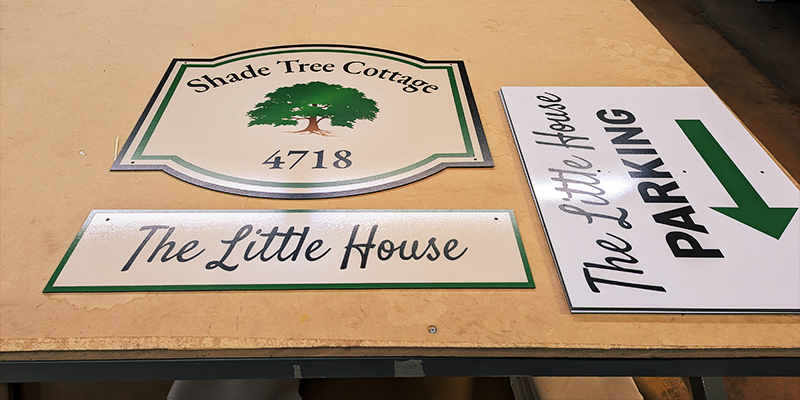 Shade Tree Cottage
4718
The Little House
The Little House
PARKING